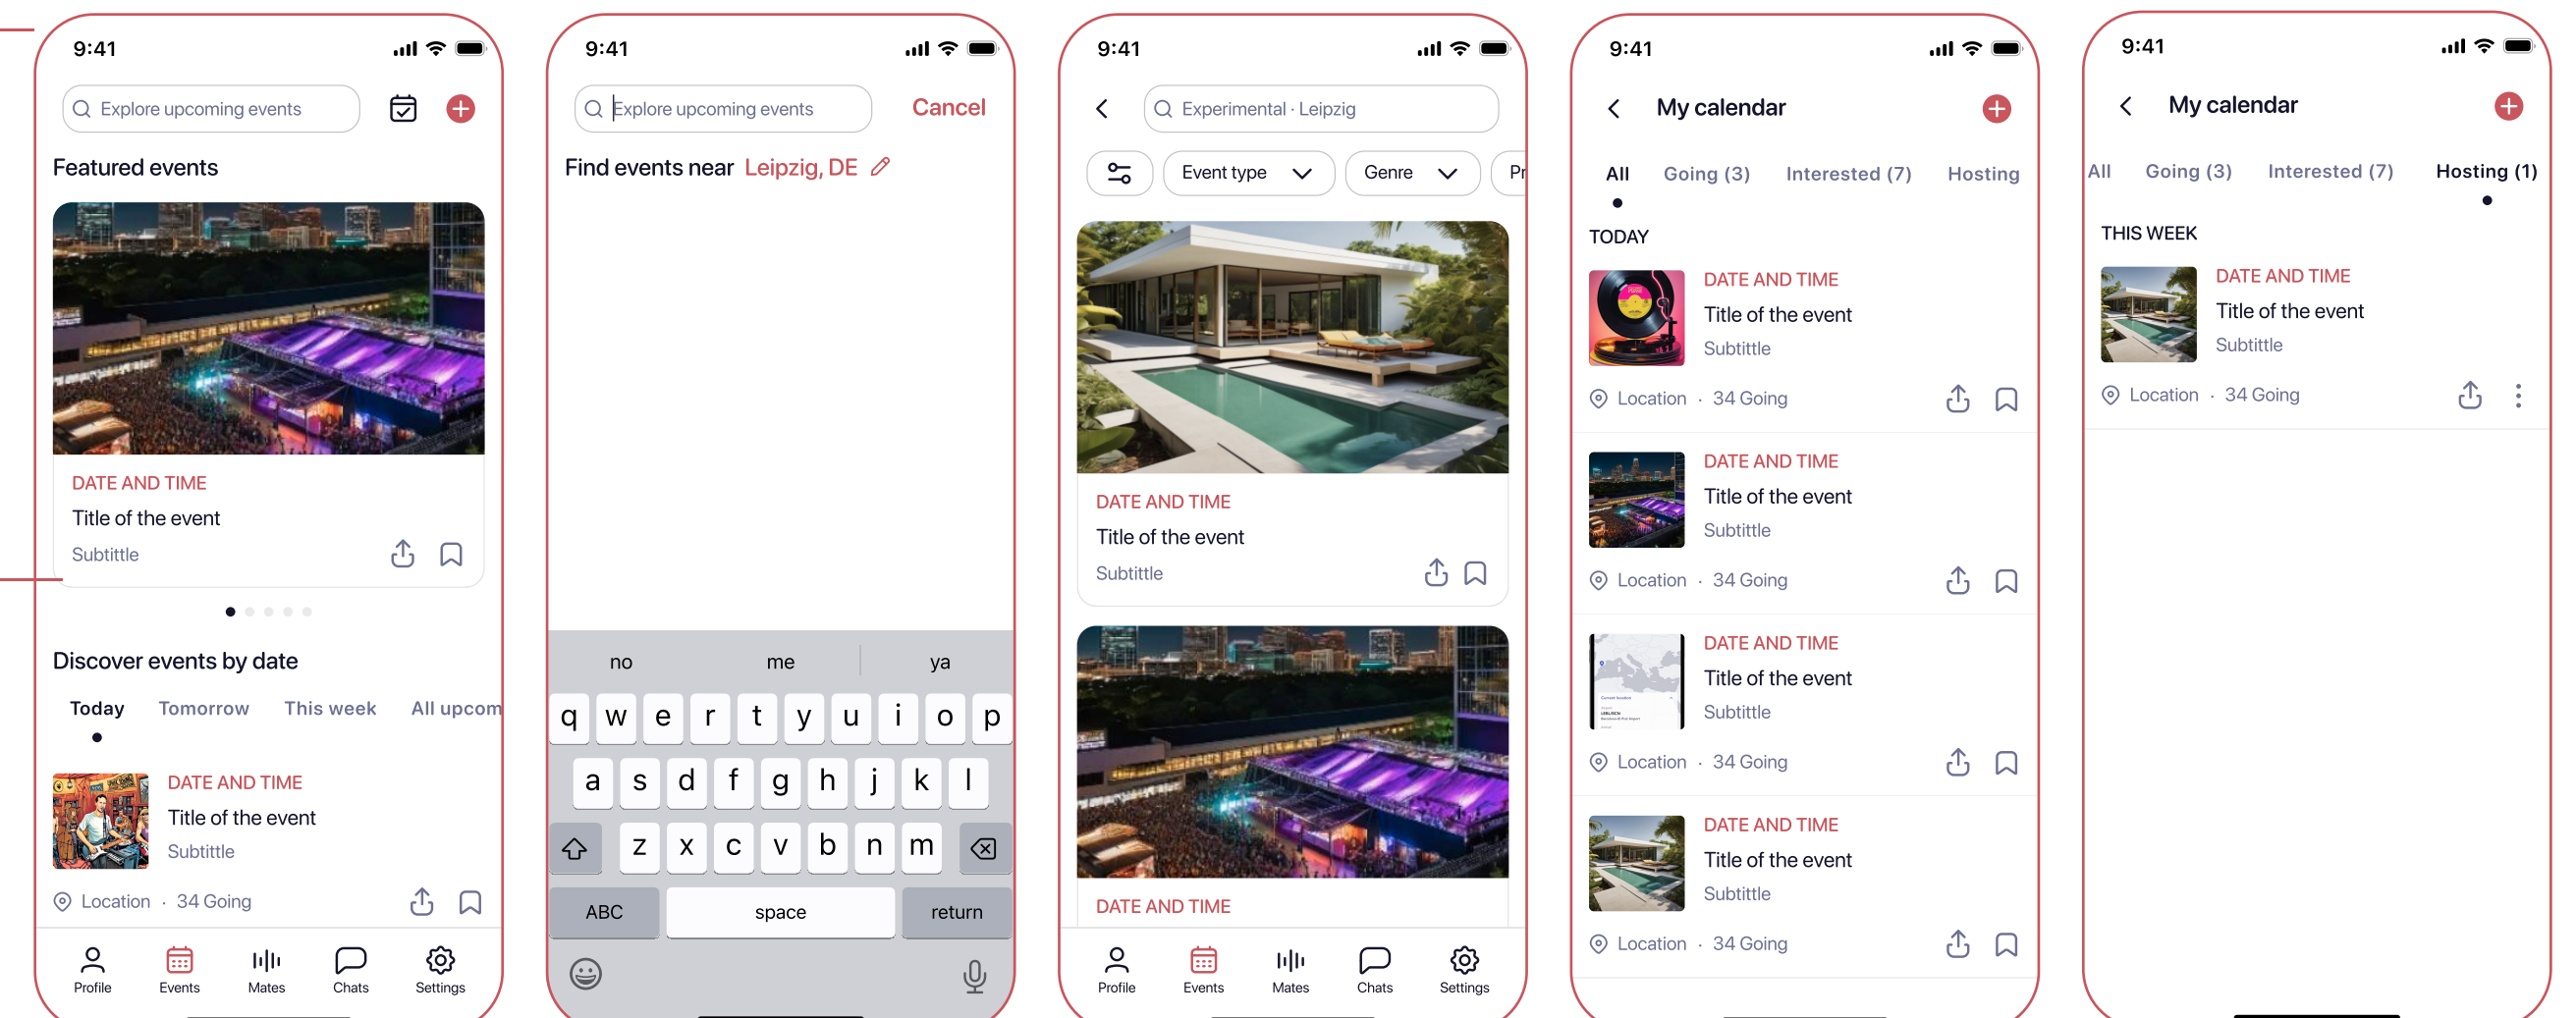 9:41
Explore upcoming events
Featured events
DATE AND TIME
Title of the event
Subtittle
Discover events by date
Today Tomorrow This week All upcom
DATE AND TIME
Title of the event
Subtittle
Location · 34 Going
Profile Events Mates Chats Settings
9:41
Explore upcoming events Cancel
Find events near Leipzig, DE
no me ya
q w e r t y u i o p
a s d f g h j k l
z x c v b n m
ABC space return
9:41
Experimental · Leipzig
Event type Genre Pr
DATE AND TIME
Title of the event
Subtittle
DATE AND TIME
Profile Events Mates Chats Settings
9:41
My calendar
All Going (3) Interested (7) Hosting
TODAY
DATE AND TIME
Title of the event
Subtittle
Location · 34 Going
DATE AND TIME
Title of the event
Subtittle
Location · 34 Going
Current location
DATE AND TIME
Title of the event
Subtittle
Location · 34 Going
DATE AND TIME
Title of the event
Subtittle
Location · 34 Going
9:41
My calendar
All Going (3) Interested (7) Hosting (1)
THIS WEEK
DATE AND TIME
Title of the event
Subtittle
Location · 34 Going